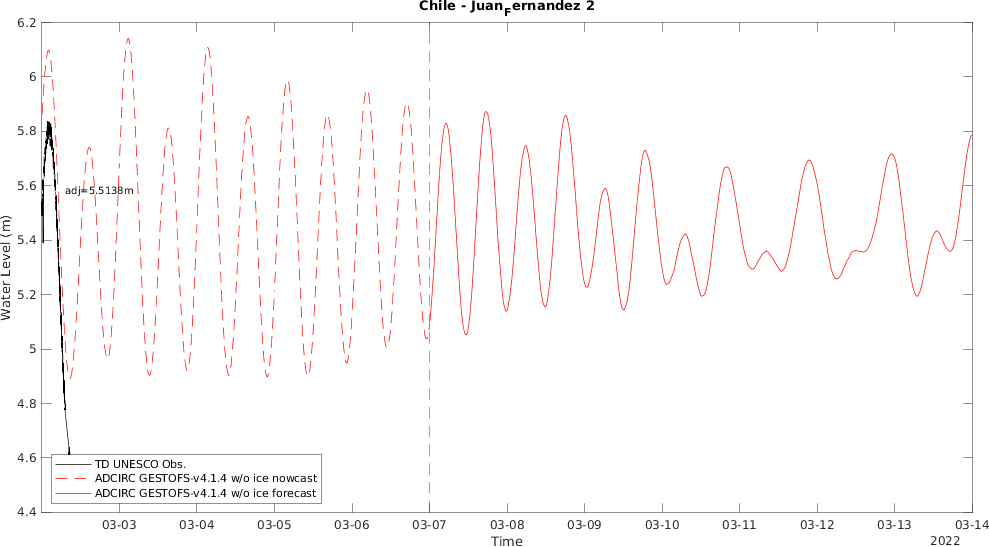 Chile - Juan_Fernandez 2
6.2
6
5.8
5.6
5.4
5.2
5
4.8
4.6
4.4
Water Level (m)
adj=5.5138m
TD UNESCO Obs.
ADCIRC GESTOFS-v4.1.4 w/o ice nowcast
ADCIRC GESTOFS-v4.1.4 w/o ice forecast
03-03 03-04 03-05 03-06 03-07 03-08 03-09 03-10 03-11 03-12 03-13 03-14
Time
2022